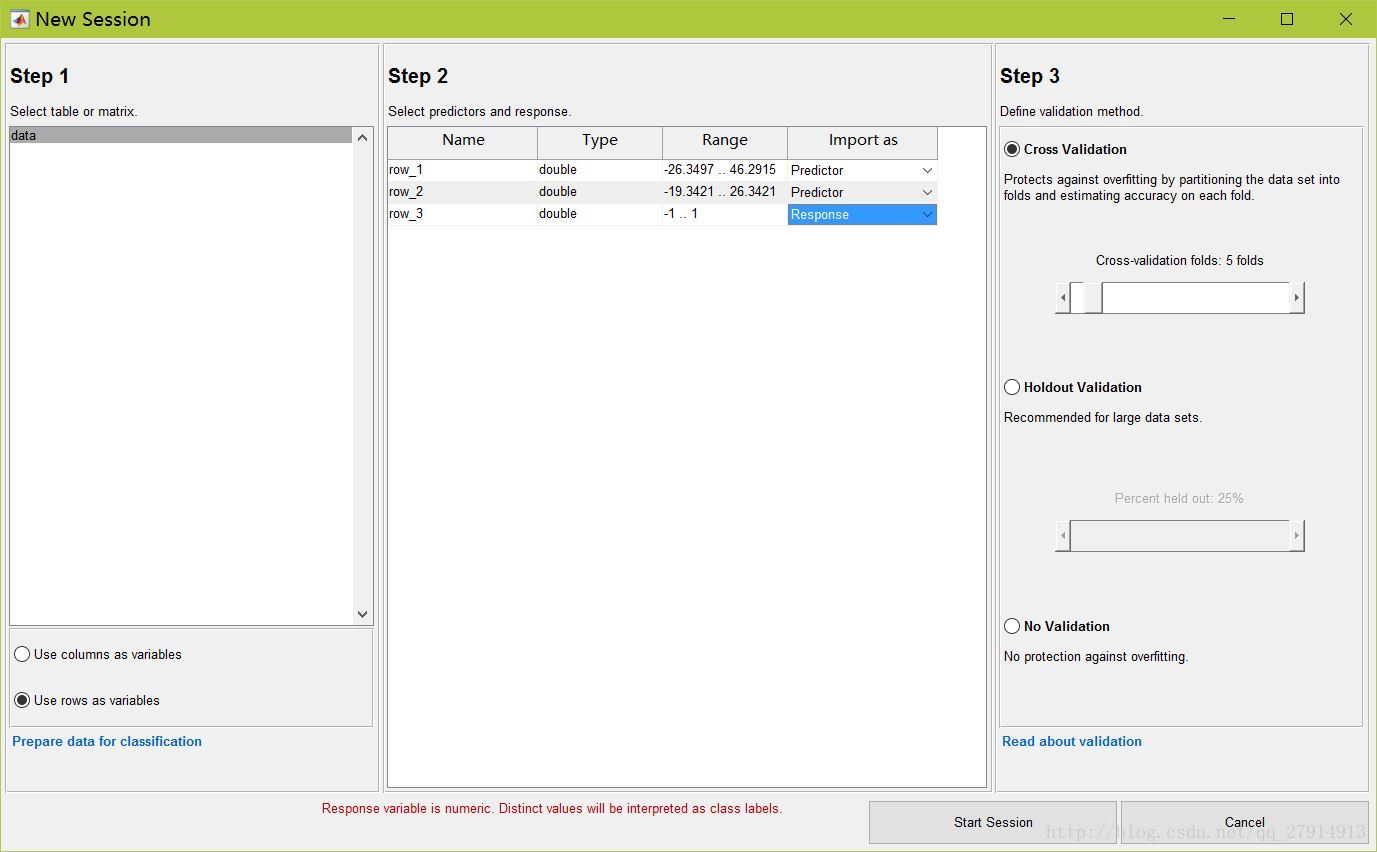 New Session
Step 1
Select table or matrix.
data
Use columns as variables
Use rows as variables
Prepare data for classification
Step 2
Select predictors and response.
Name Type Range Import as
row_1 double -26.3497 .. 46.2915 Predictor
row_2 double -19.3421 .. 26.3421 Predictor
row_3 double -1 .. 1 Response
Step 3
Define validation method.
Cross Validation
Protects against overfitting by partitioning the data set into
folds and estimating accuracy on each fold.
Cross-validation folds: 5 folds
Holdout Validation
Recommended for large data sets.
Percent held out: 25%
No Validation
No protection against overfitting.
Read about validation
Response variable is numeric. Distinct values will be interpreted as class labels.
Start Session
Cancel
http://blog.csdn.net/qq_27914913